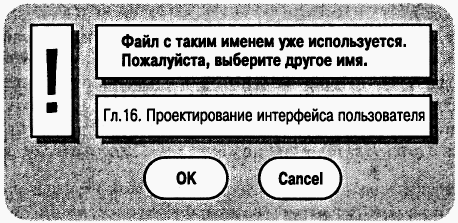 !
Файл с таким именем уже используется.
Пожалуйста, выберите другое имя.
Гл.16. Проектирование интерфейса пользователя
OK
Cancel